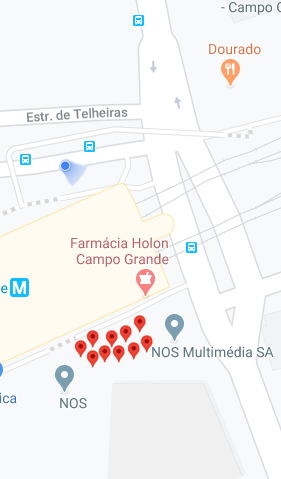 - Campo G
Dourado
Estr. de Telheiras
Farmácia Holon
Campo Grande
e M
NOS Multimédia SA
ica
NOS